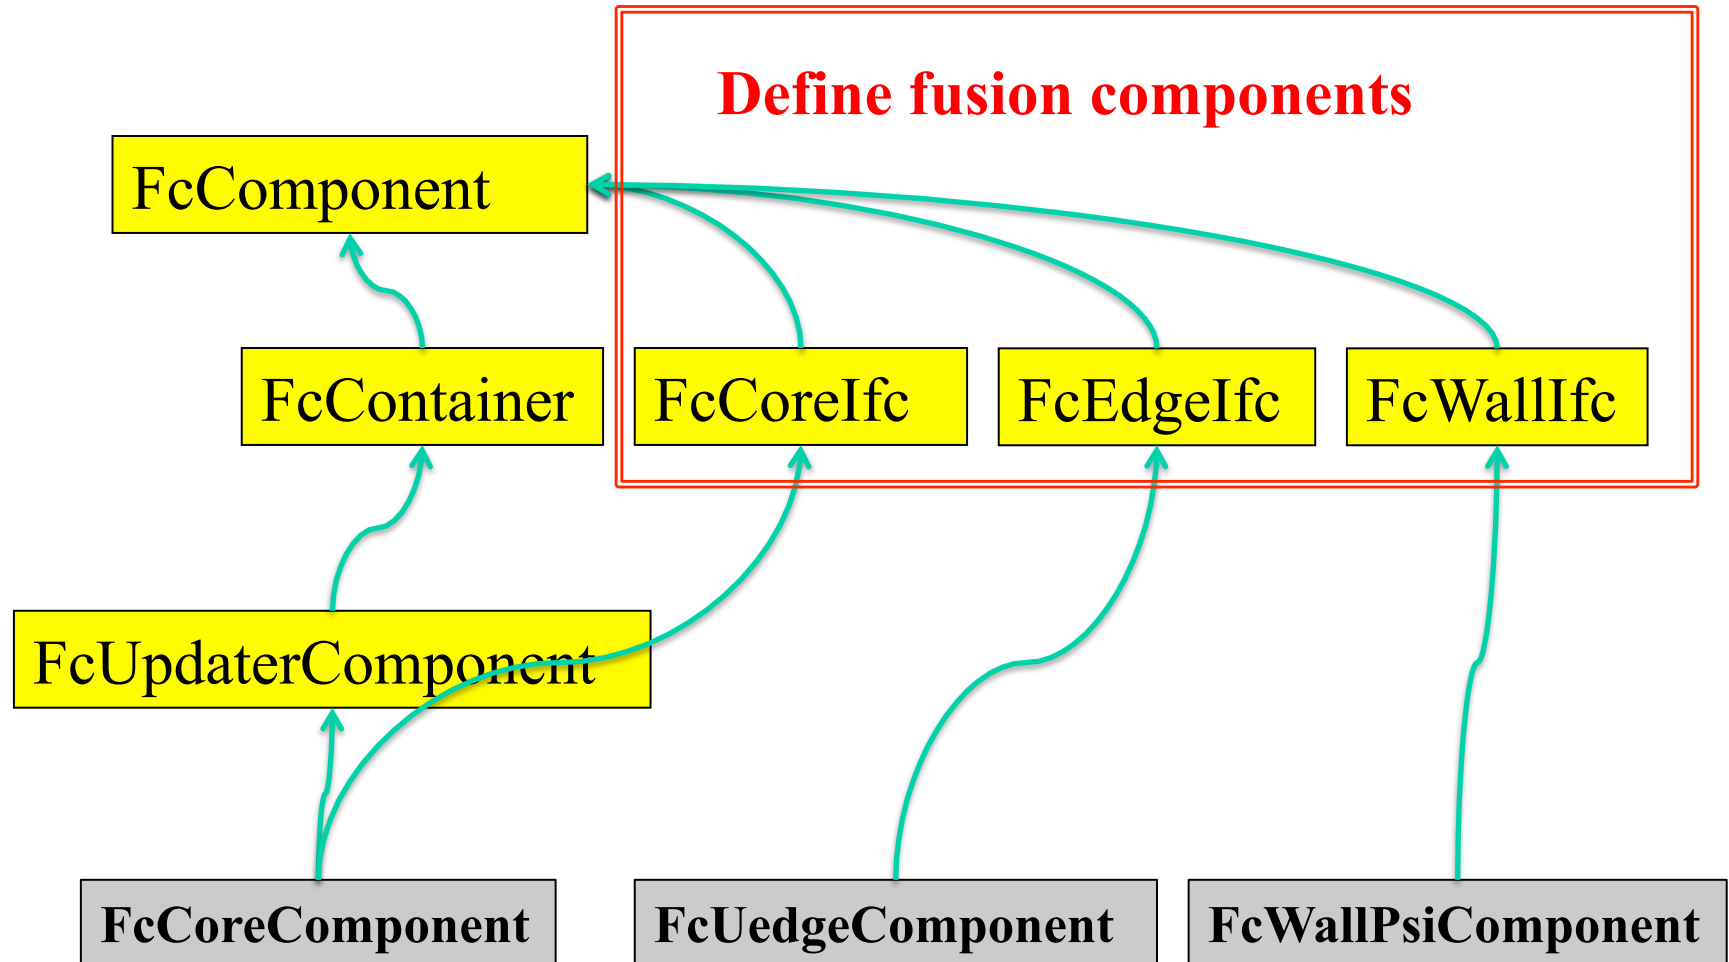 Define fusion components
FcComponent
FcContainer
FcCoreIfc
FcEdgeIfc
FcWallIfc
FcUpdaterComponent
FcCoreComponent
FcUedgeComponent
FcWallPsiComponent